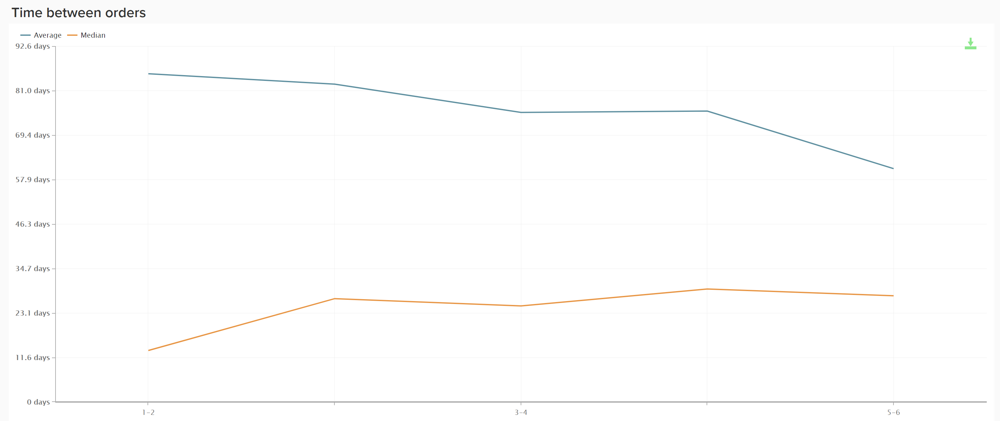 Time between orders
Average Median
92.6 days
81.0 days
69.4 days
57.9 days
46.3 days
34.7 days
23.1 days
11.6 days
0 days
1-2 3-4 5-6